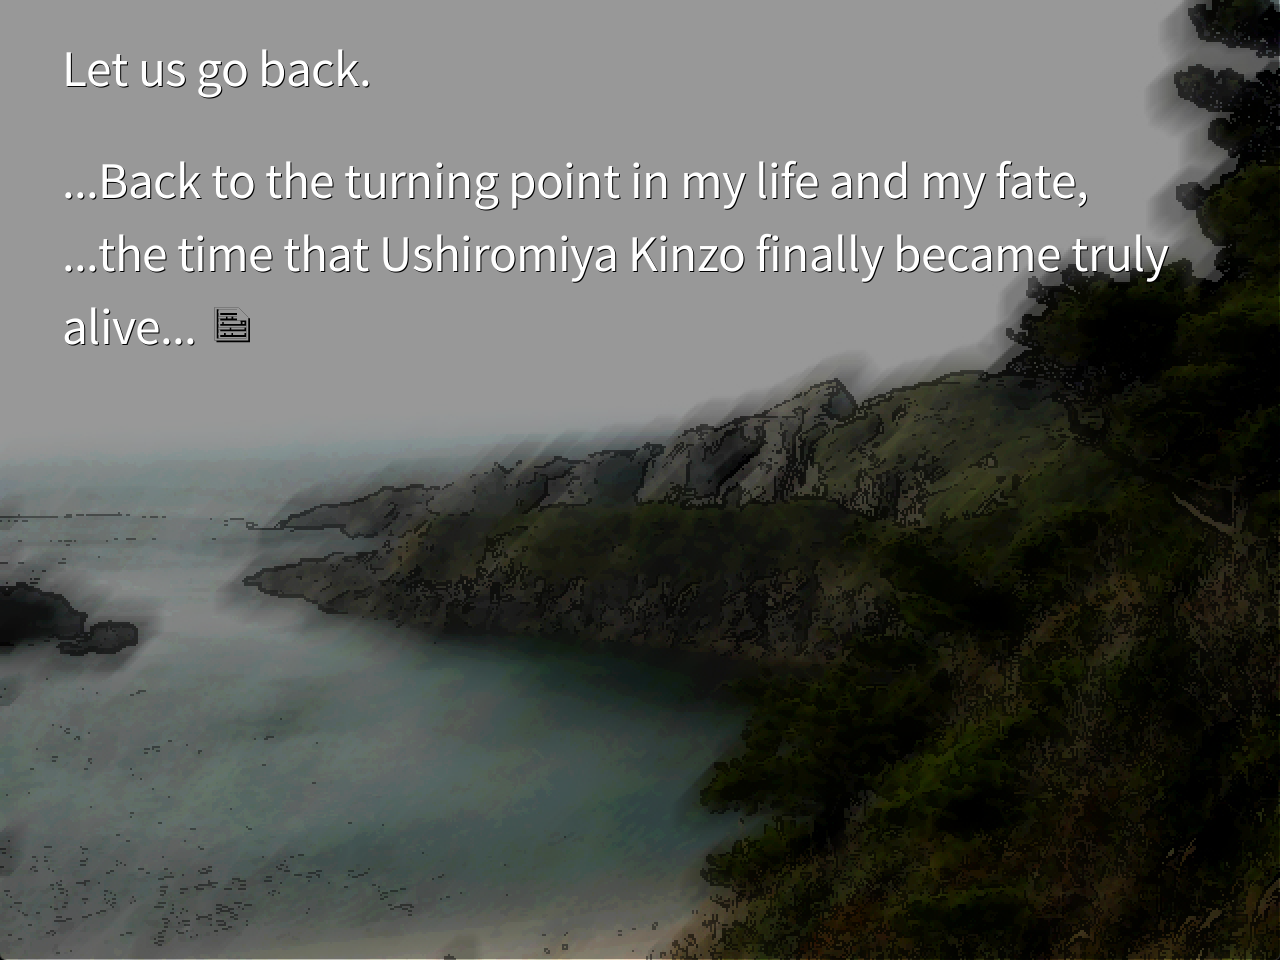 Let us go back.
...Back to the turning point in my life and my fate,
...the time that Ushiromiya Kinzo finally became truly
alive...